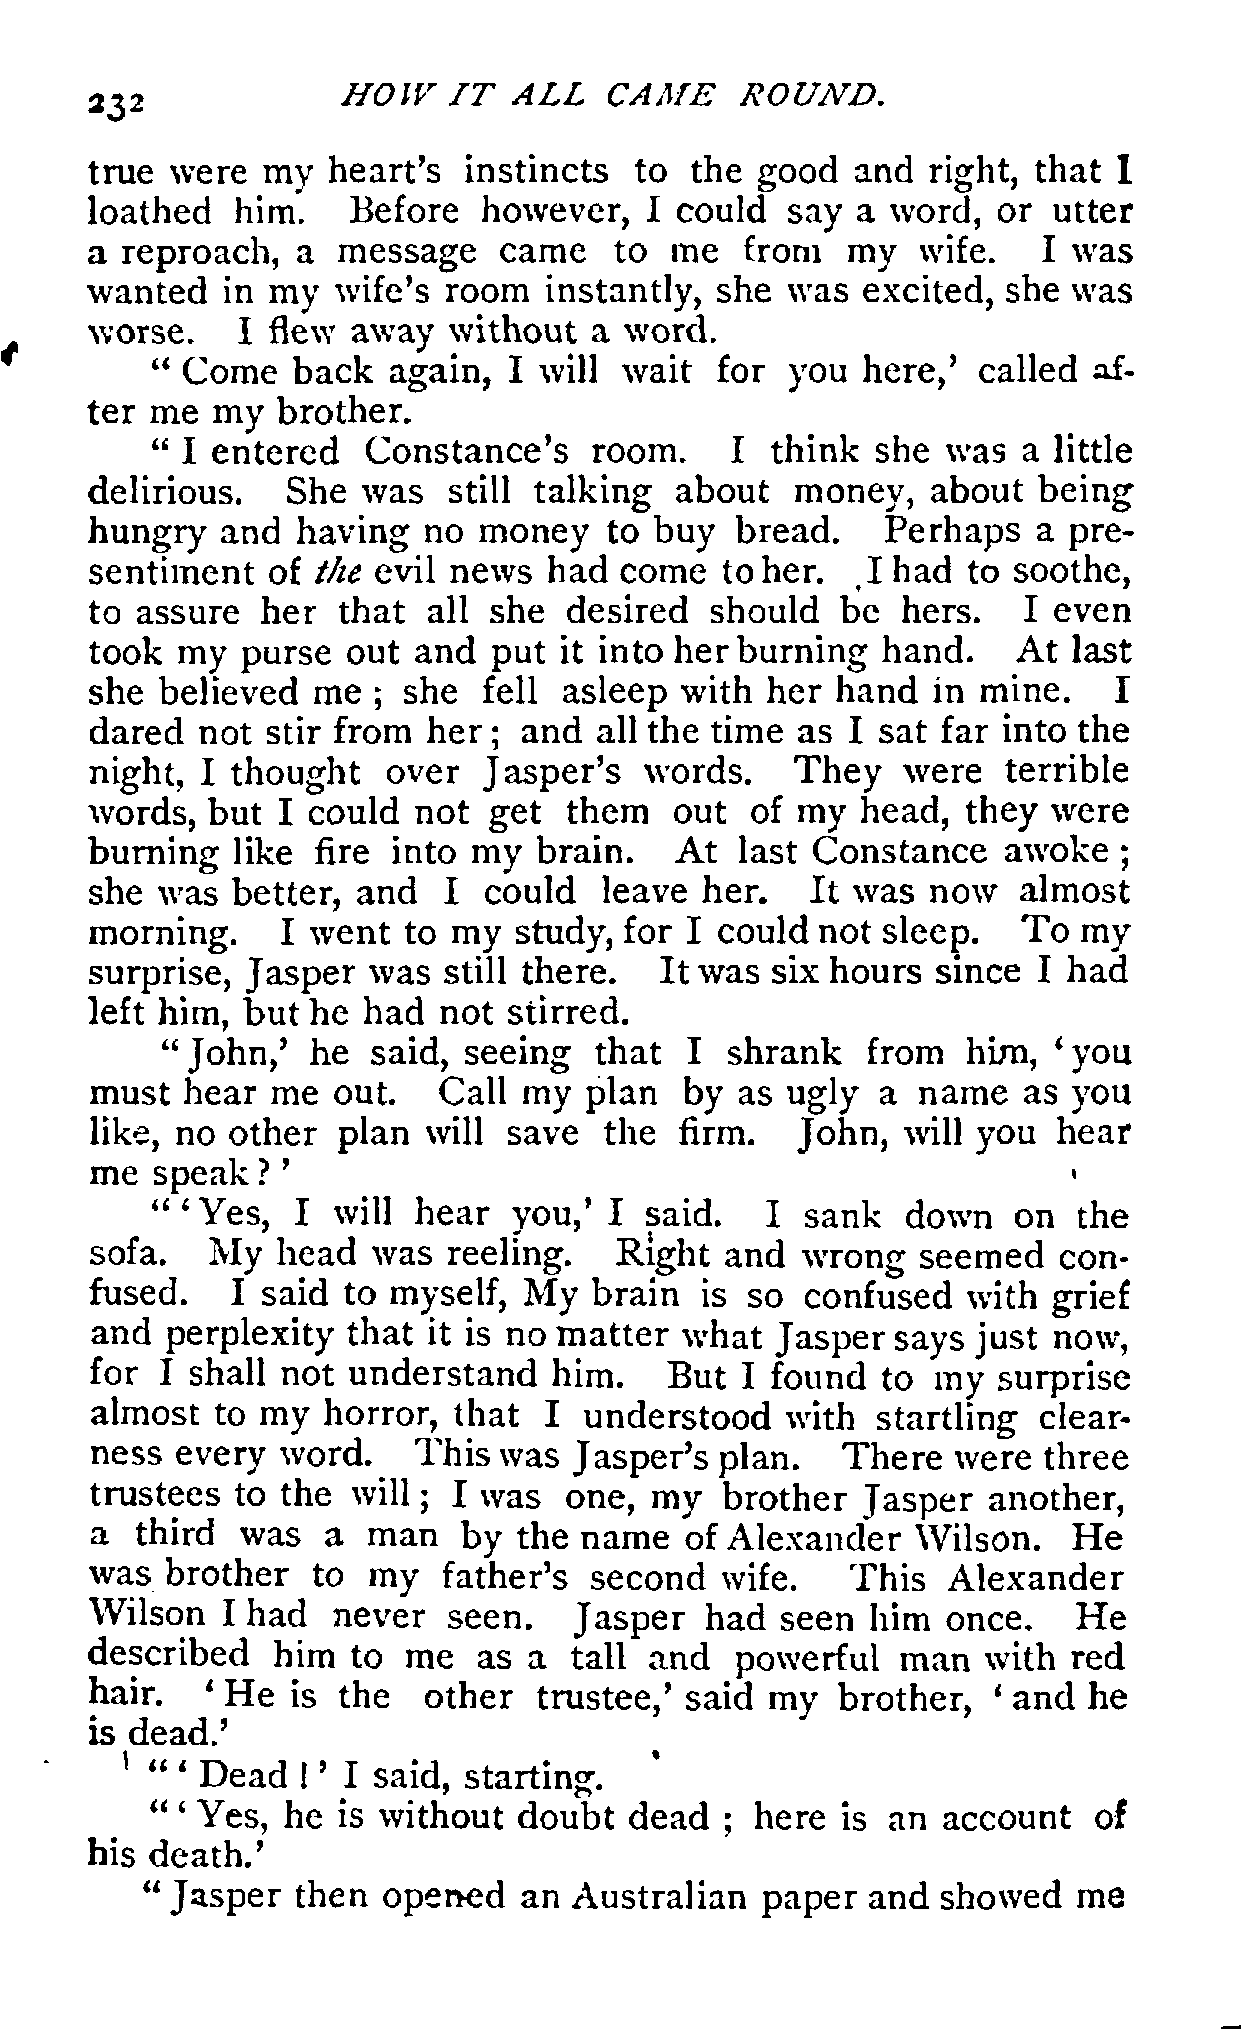 232 HOW IT ALL CAME ROUND.
true were my heart's instincts to the good and right, that I
loathed him. Before however, I could say a word, or utter
a reproach, a message came to me from my wife. I was
wanted in my wife's room instantly, she was excited, she was
worse. I flew away without a word.
“ Come back again, I will wait for you here,’ called af-
ter me my brother.
“ I entered Constance's room. I think she was a little
delirious. She was still talking about money, about being
hungry and having no money to buy bread. Perhaps a pre-
sentiment of the evil news had come to her. I had to soothe,
to assure her that all she desired should be hers. I even
took my purse out and put it into her burning hand. At last
she believed me ; she fell asleep with her hand in mine. I
dared not stir from her ; and all the time as I sat far into the
night, I thought over Jasper's words. They were terrible
words, but I could not get them out of my head, they were
burning like fire into my brain. At last Constance awoke ;
she was better, and I could leave her. It was now almost
morning. I went to my study, for I could not sleep. To my
surprise, Jasper was still there. It was six hours since I had
left him, but he had not stirred.
“ John,’ he said, seeing that I shrank from him, ‘ you
must hear me out. Call my plan by as ugly a name as you
like, no other plan will save the firm. John, will you hear
me speak ? ’
“ ‘ Yes, I will hear you,’ I said. I sank down on the
sofa. My head was reeling. Right and wrong seemed con-
fused. I said to myself, My brain is so confused with grief
and perplexity that it is no matter what Jasper says just now,
for I shall not understand him. But I found to my surprise
almost to my horror, that I understood with startling clear-
ness every word. This was Jasper's plan. There were three
trustees to the will ; I was one, my brother Jasper another,
a third was a man by the name of Alexander Wilson. He
was brother to my father's second wife. This Alexander
Wilson I had never seen. Jasper had seen him once. He
described him to me as a tall and powerful man with red
hair. ‘ He is the other trustee,’ said my brother, ‘ and he
is dead.’
“ ‘ Dead ! ’ I said, starting.
“ ‘ Yes, he is without doubt dead ; here is an account of
his death.’
“ Jasper then opened an Australian paper and showed me